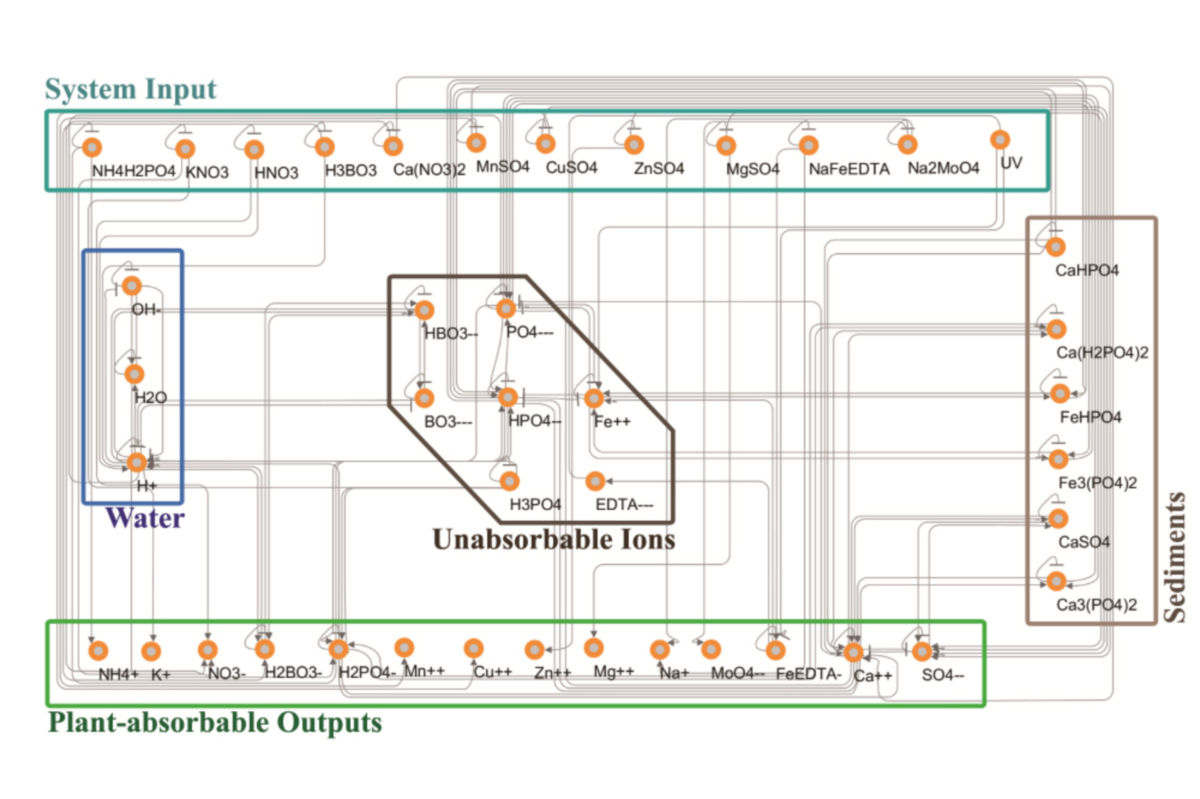 System Input
NH4H2PO4
KNO3
HNO3
H3BO3
Ca(NO3)2
MnSO4
CuSO4
ZnSO4
MgSO4
NaFeEDTA
Na2MoO4
UV
OH-
H2O
H+
Water
HBO3--
PO4---
BO3---
HPO4--
Fe++
H3PO4
EDTA---
Unabsorbable Ions
CaHPO4
Ca(H2PO4)2
FeHPO4
Fe3(PO4)2
CaSO4
Ca3(PO4)2
Sediments
NH4+
K+
NO3-
H2BO3-
H2PO4-
Mn++
Cu++
Zn++
Mg++
Na+
MoO4--
FeEDTA-
Ca++
SO4--
Plant-absorbable Outputs